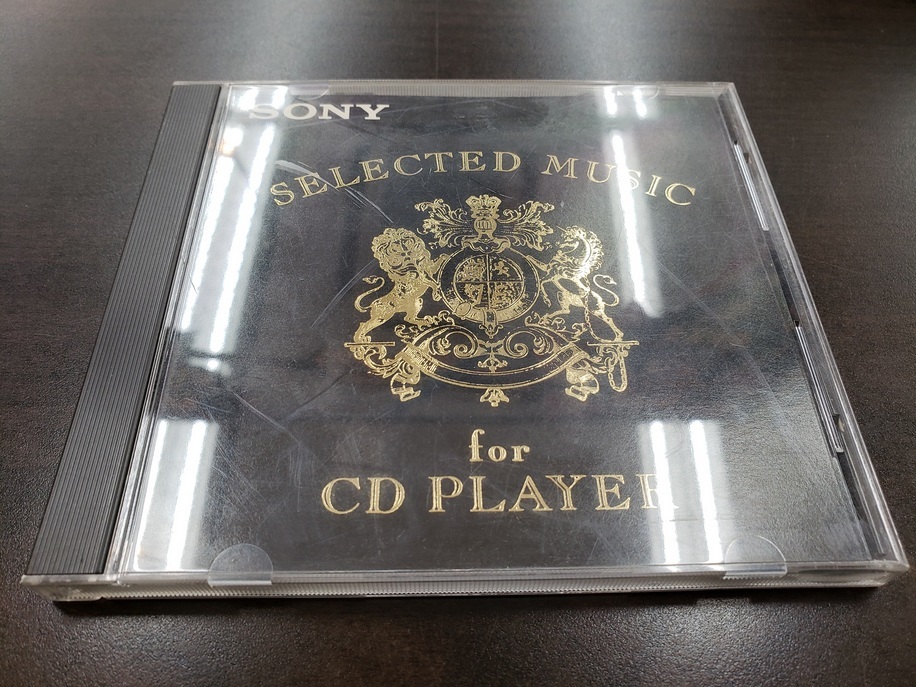 SONY
SELECTED MUSIC
for
CD PLAYER